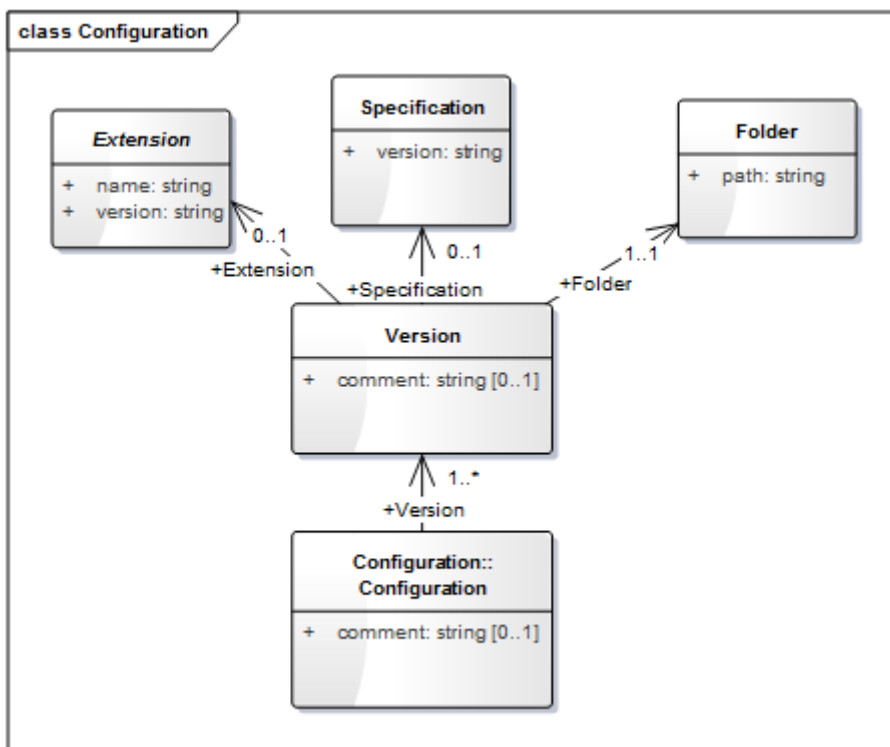 class Configuration
Extension
+ name: string
+ version: string
Specification
+ version: string
Folder
+ path: string
0..1
+Extension
0..1
+Specification
1..1
+Folder
Version
+ comment: string [0..1]
1..*
+Version
Configuration::
Configuration
+ comment: string [0..1]